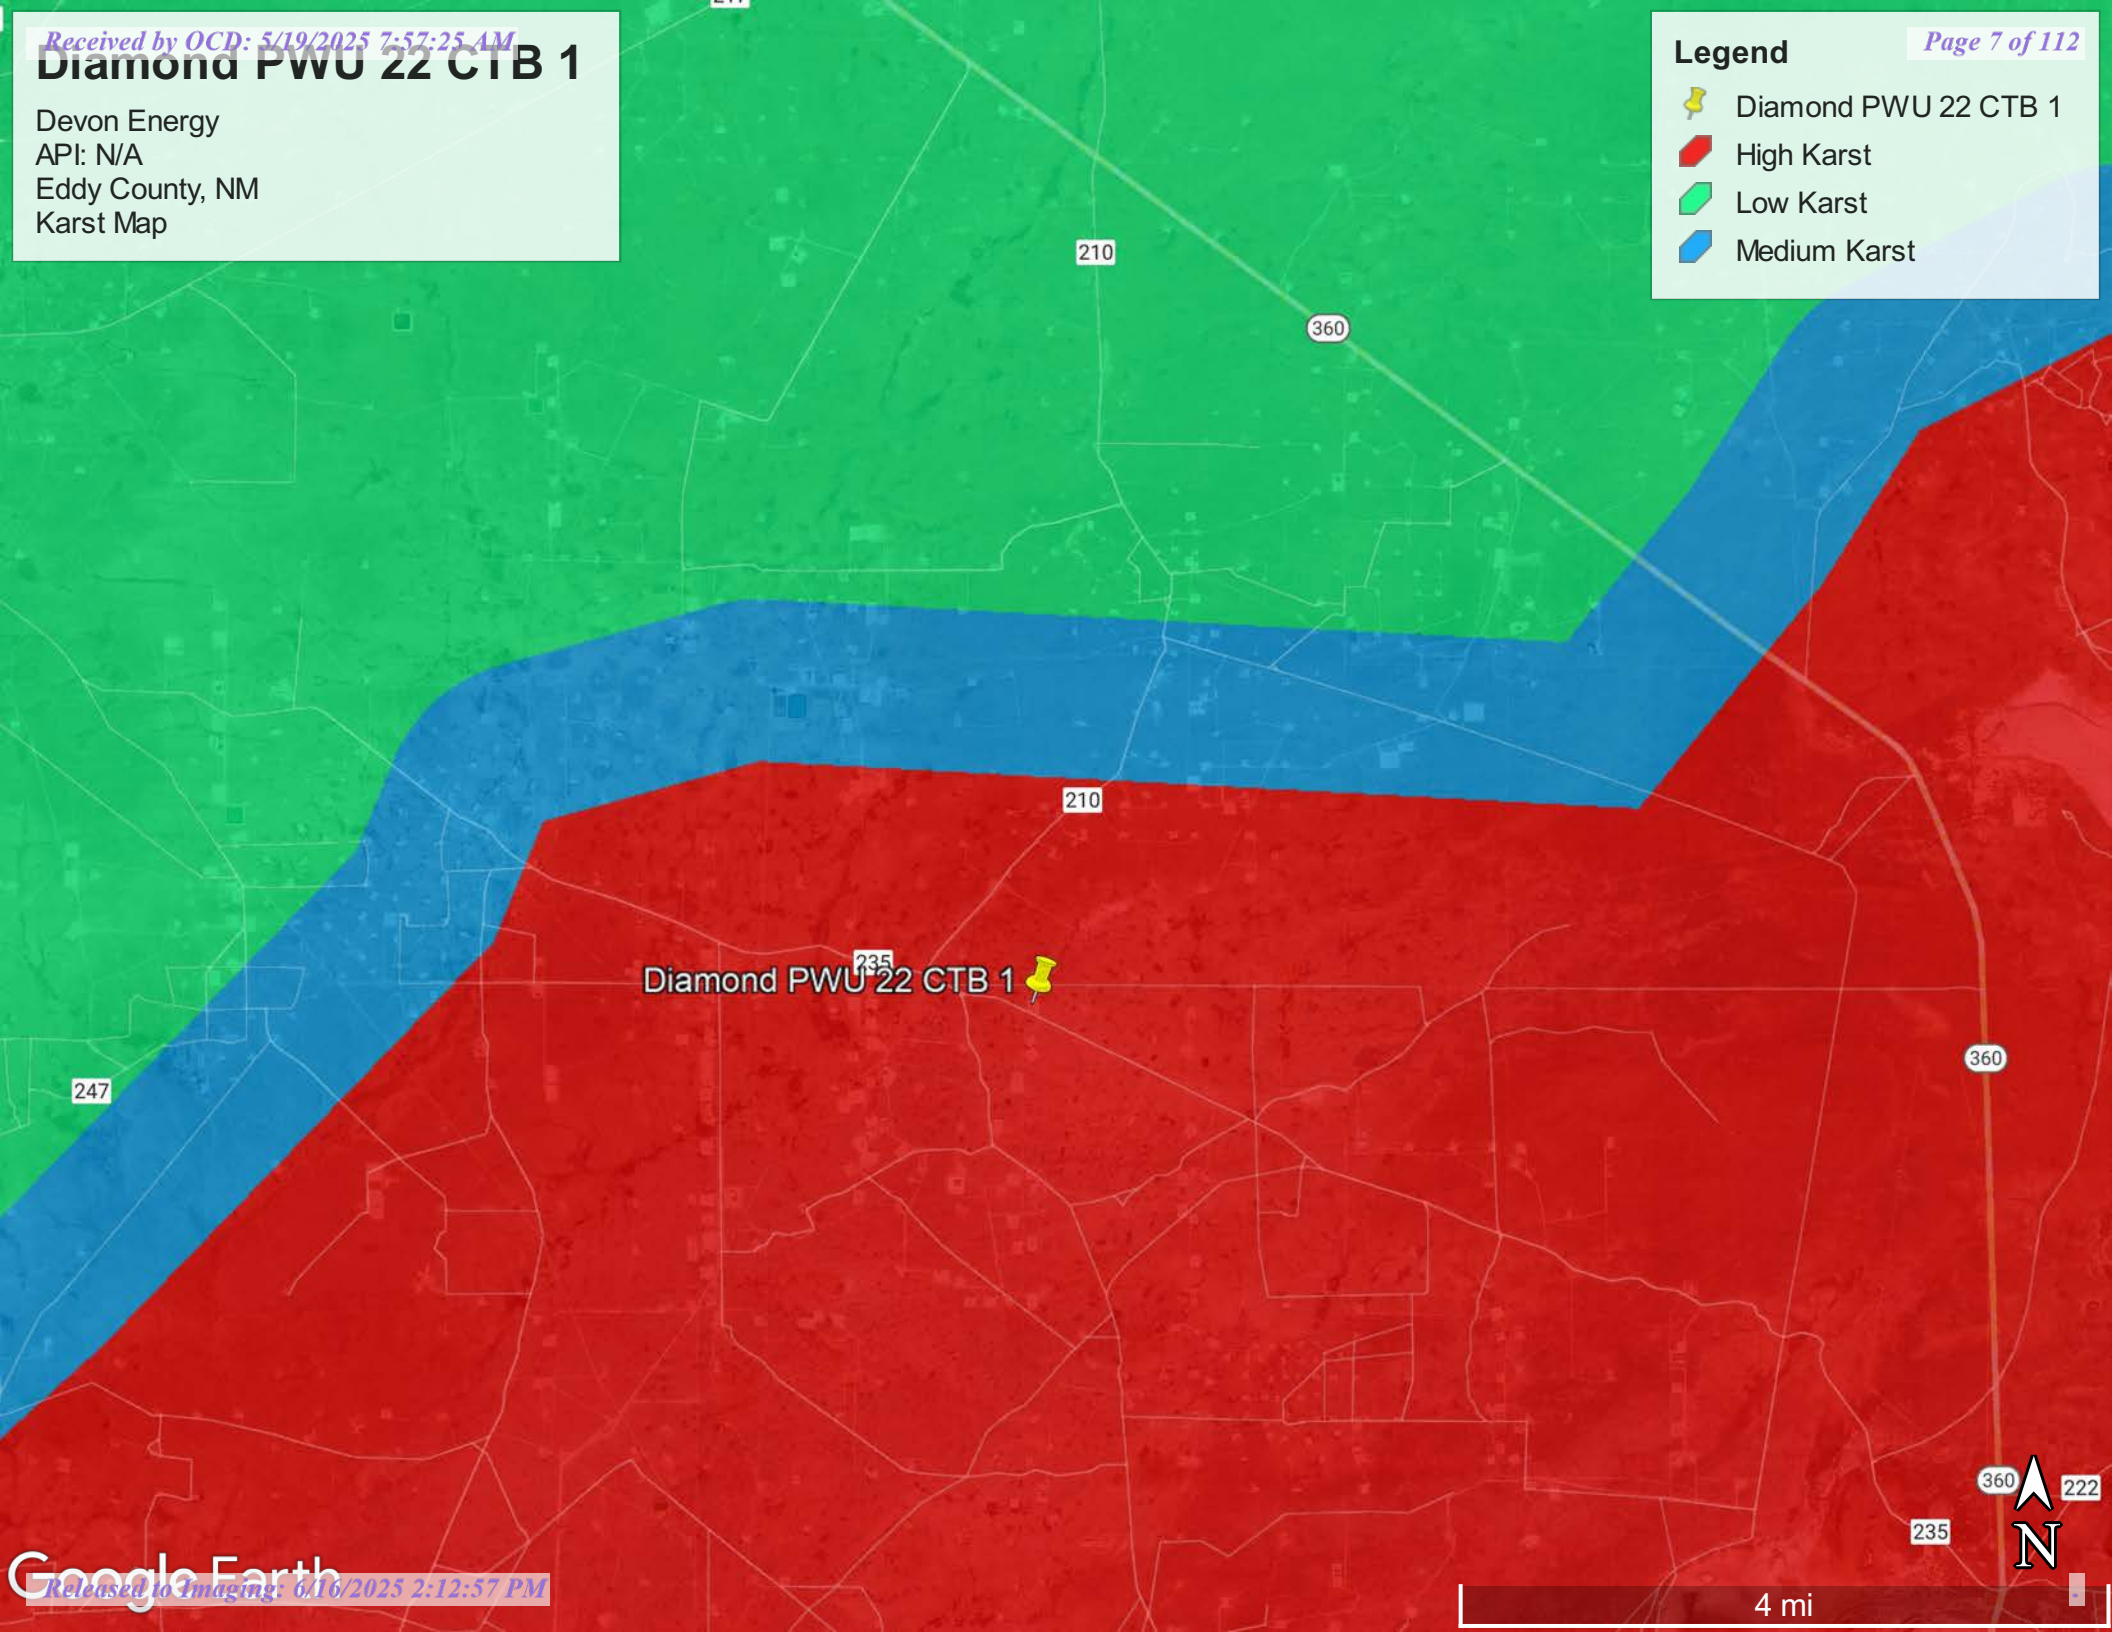 Received by OCD: 5/19/2025 7:57:25 AM
Diamond PWU 22 CTB 1
Devon Energy
API: N/A
Eddy County, NM
Karst Map
Page 7 of 112
Legend
Diamond PWU 22 CTB 1
High Karst
Low Karst
Medium Karst
210
360
210
235
Diamond PWU 22 CTB 1
360
247
360
222
235
N
Google Earth
Released to Imaging: 6/16/2025 2:12:57 PM
4 mi